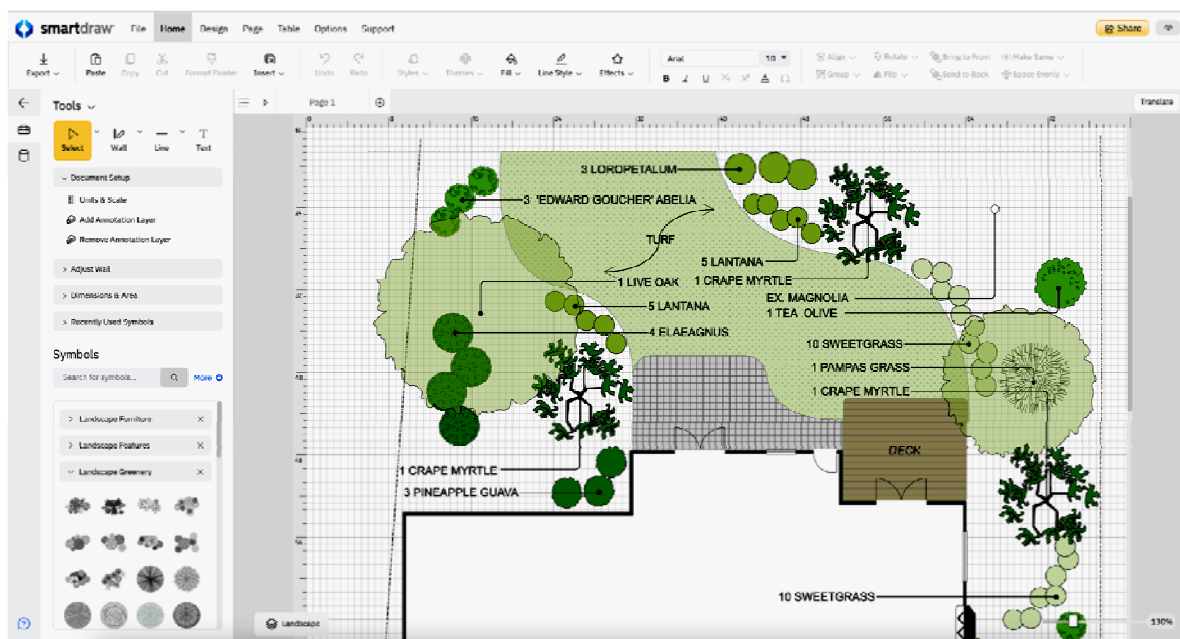 smartdraw
File Home Design Page Table Options Support
Share
Export Paste Copy Cut Format Painter Insert Undo Redo Styles Themes Fill Line Style Effects
Arial 10
B I U
Align Rotate Bring to Front Make Same
Group Flip Send to Back Space Evenly
Tools
Page 1
Translate
Select Wall Line Text
Document Setup
Units & Scale
Add Annotation Layer
Remove Annotation Layer
Adjust Wall
Dimensions & Area
Recently Used Symbols
Symbols
Search for symbols...
More
Landscape Furniture
Landscape Features
Landscape Greenery
3 LOROPETALUM
3 'EDWARD GOUCHER' ABELIA
TURF
5 LANTANA
1 LIVE OAK
1 CRAPE MYRTLE
EX. MAGNOLIA
5 LANTANA
1 TEA OLIVE
4 ELAEAGNUS
10 SWEETGRASS
1 PAMPAS GRASS
1 CRAPE MYRTLE
DECK
1 CRAPE MYRTLE
3 PINEAPPLE GUAVA
10 SWEETGRASS
Landscape
130%